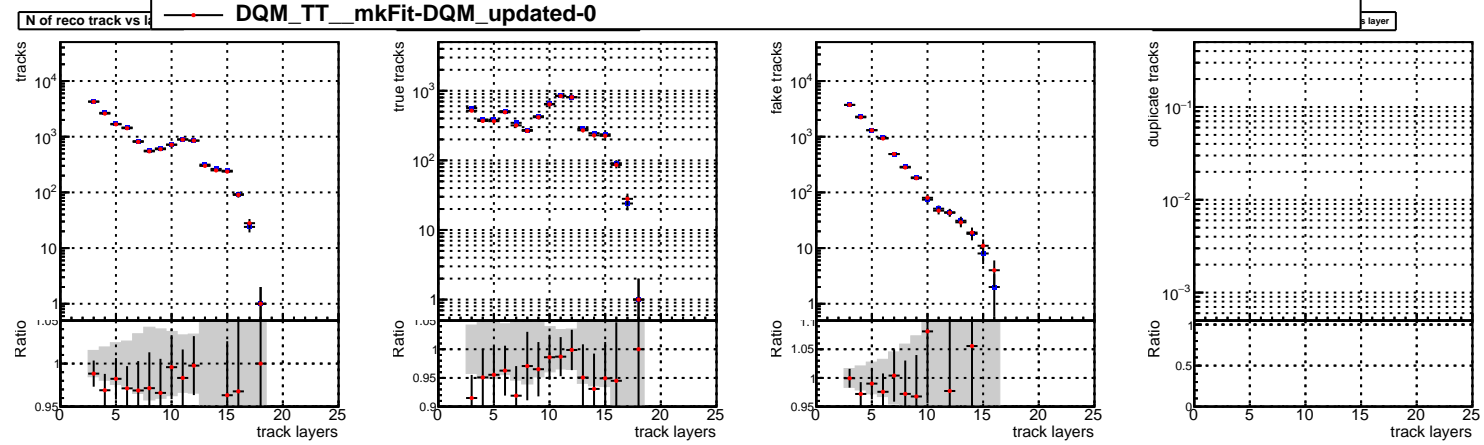 DQM_TT__mkFit-DQM_updated-0
N of reco track vs la
s layer
tracks
10⁴
10³
10²
10
1
1.05
1
0.95
Ratio
0 5 10 15 20 25
track layers
true tracks
10³
10²
10
1
1.05
1
0.95
0.9
Ratio
0 5 10 15 20 25
track layers
fake tracks
10⁴
10³
10²
10
1
1.1
1.05
1
0.95
Ratio
0 5 10 15 20 25
track layers
duplicate tracks
10⁻¹
10⁻²
10⁻³
1
0.5
0
Ratio
0 5 10 15 20 25
track layers